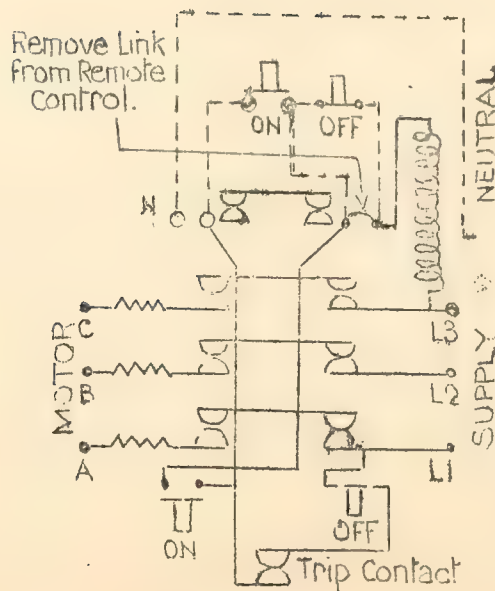 Remove Link
from Remote
Control.
ON
OFF
N
NEUTRAL
MOTOR
C
B
A
L3
L2
L1
SUPPLY
ON
OFF
Trip Contact